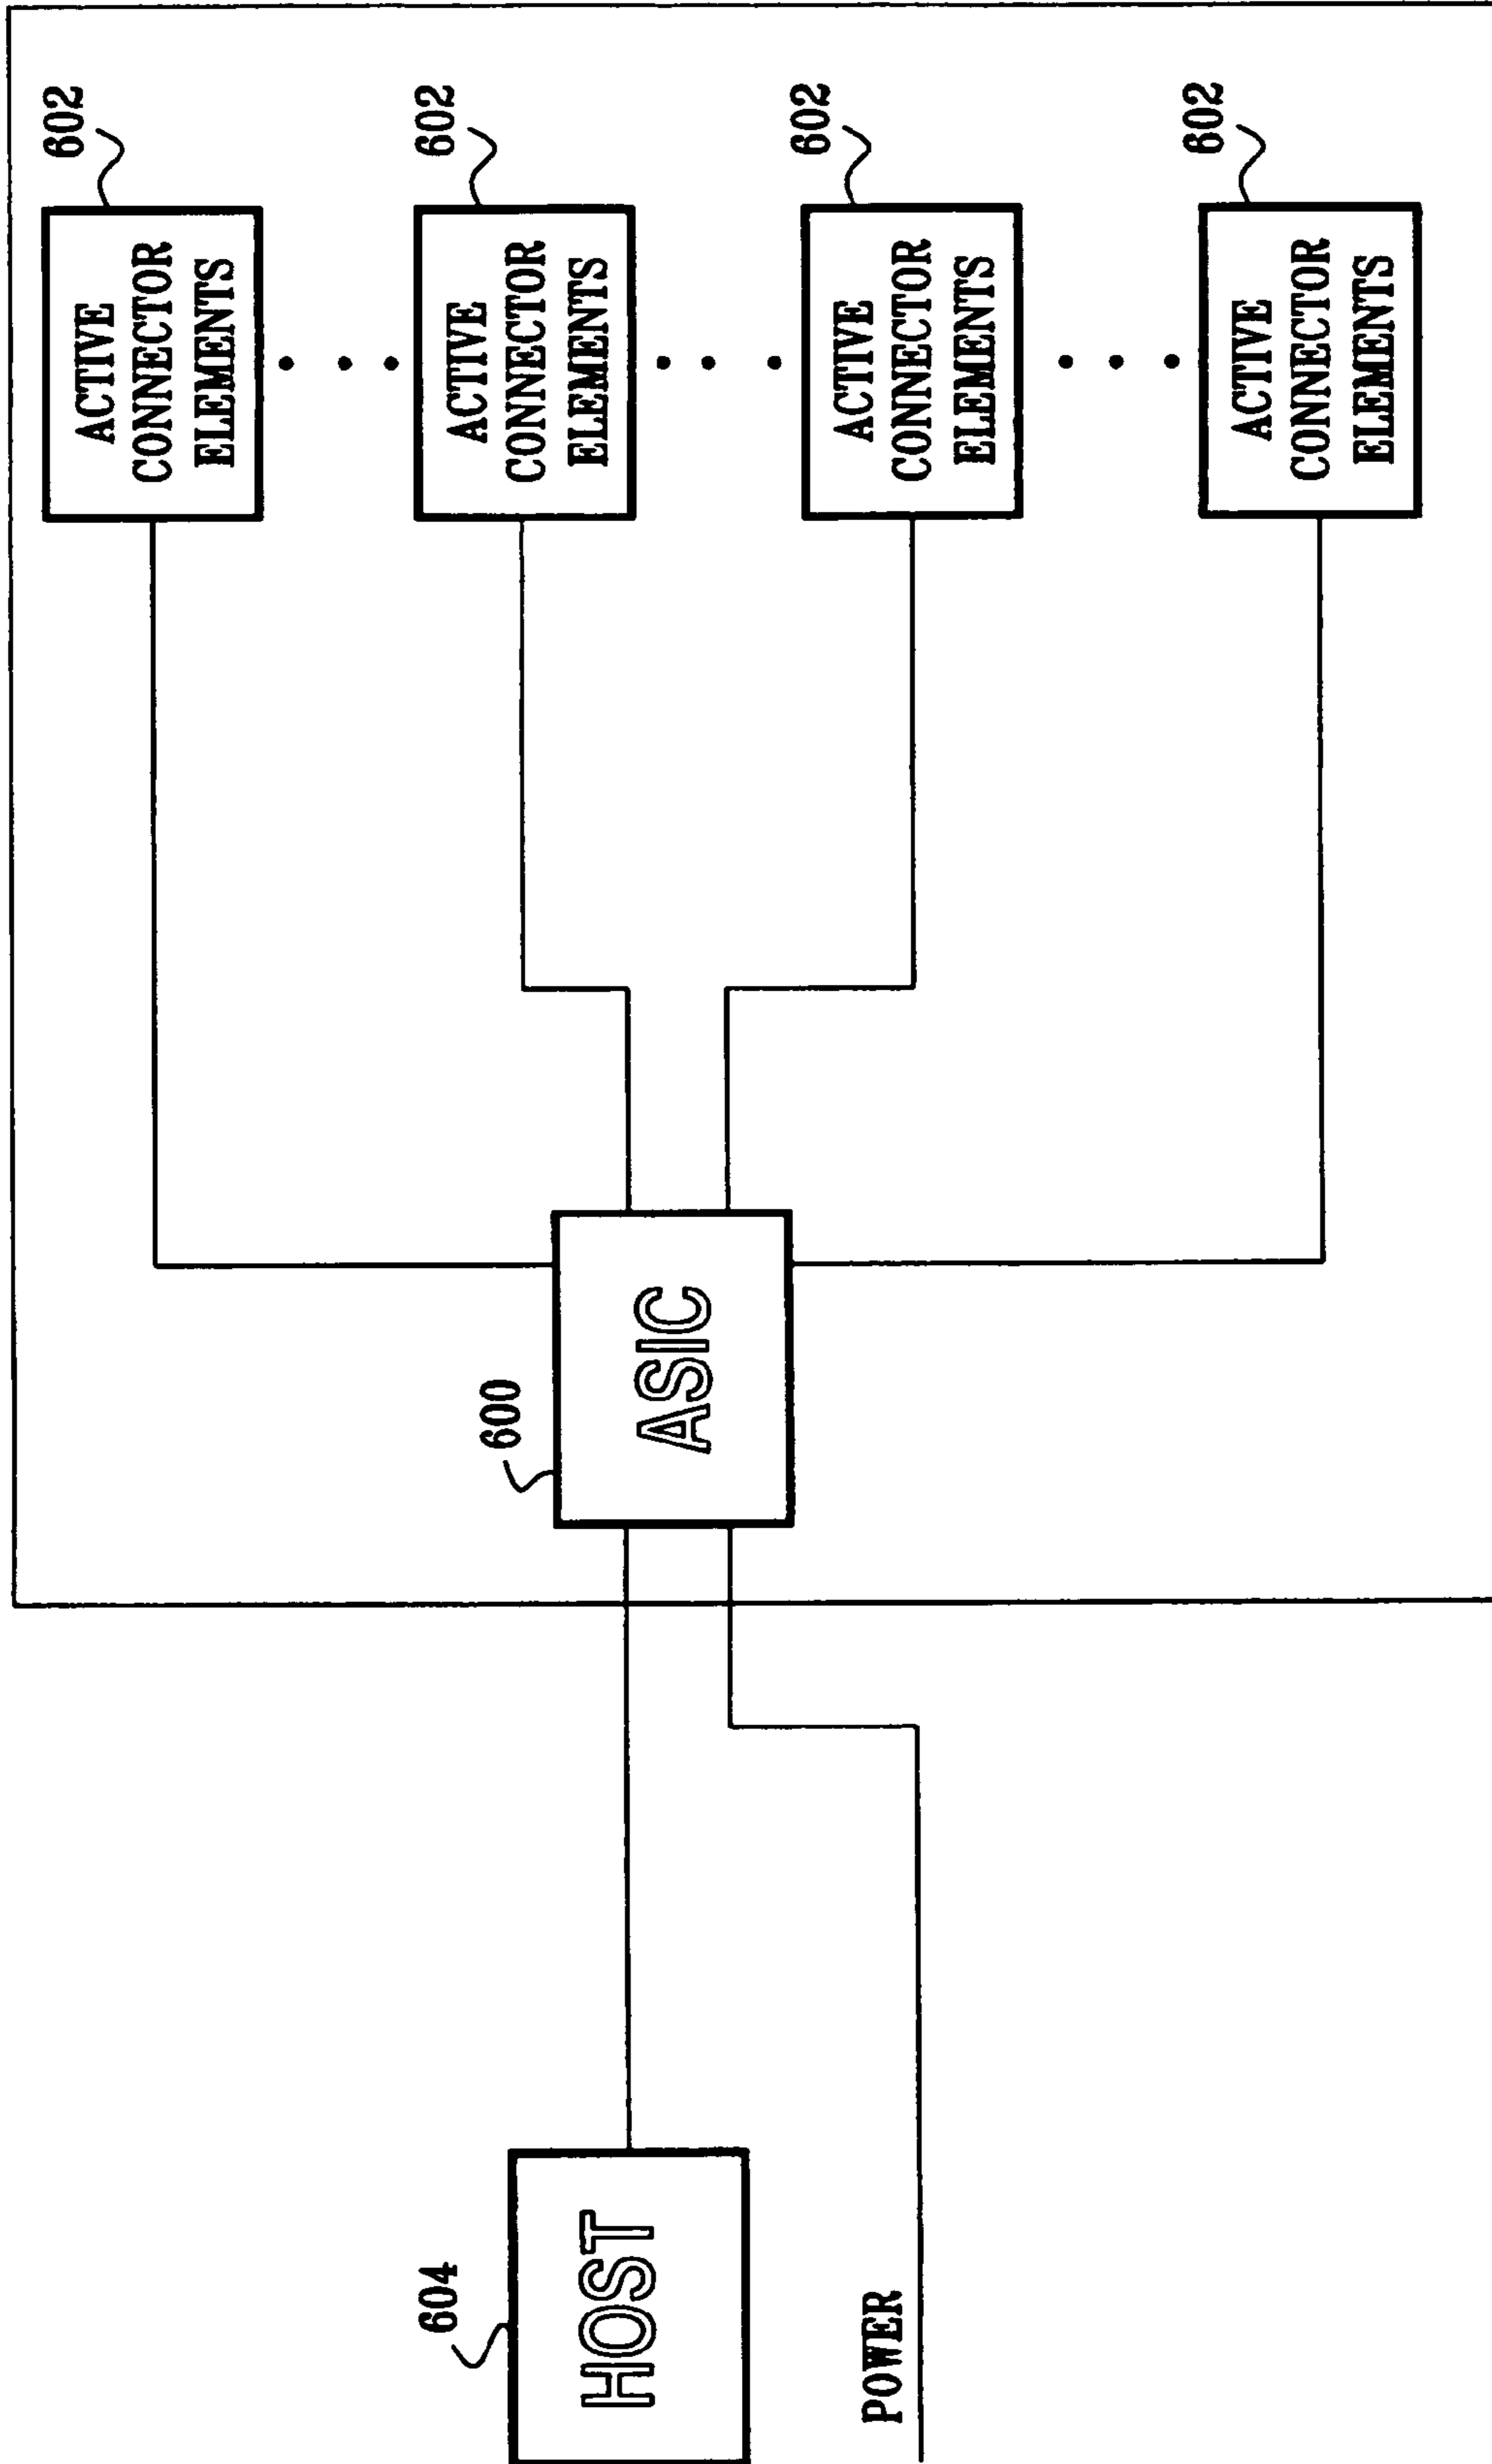 604
HOST
POWER
600
ASIC
602
ACTIVE
CONNECTOR
ELEMENTS
602
ACTIVE
CONNECTOR
ELEMENTS
602
ACTIVE
CONNECTOR
ELEMENTS
602
ACTIVE
CONNECTOR
ELEMENTS